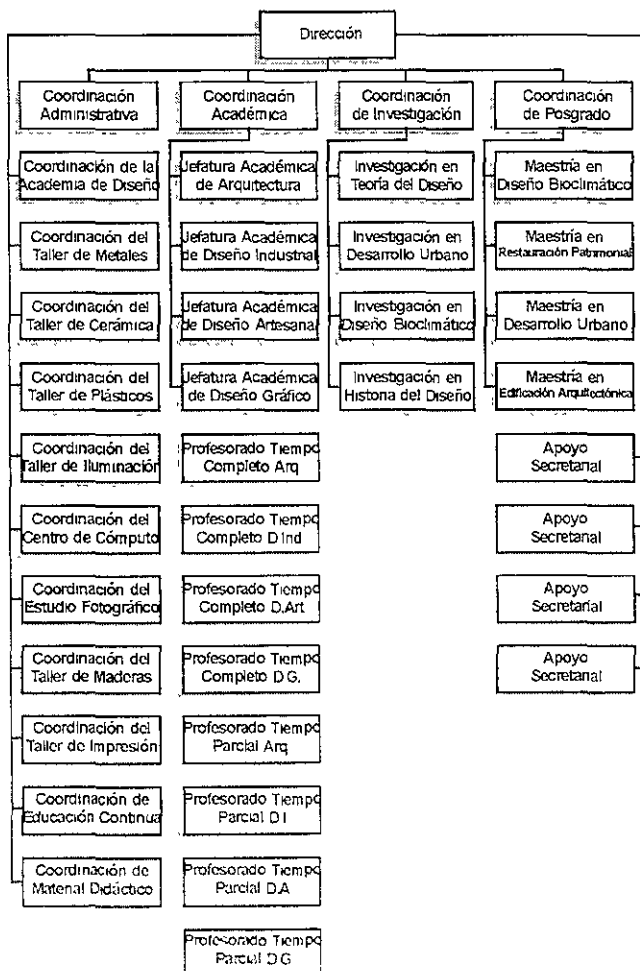 Dirección
Coordinación
Administrativa
Coordinación
Académica
Coordinación
de Investigación
Coordinación
de Posgrado
Coordinación de la
Academia de Diseño
Jefatura Académica
de Arquitectura
Investigación en
Teoría del Diseño
Maestría en
Diseño Bioclimático
Coordinación del
Taller de Metales
Jefatura Académica
de Diseño Industrial
Investigación en
Desarrollo Urbano
Maestría en
Restauración Patrimonial
Coordinación del
Taller de Cerámica
Jefatura Académica
de Diseño Artesanal
Investigación en
Diseño Bioclimático
Maestría en
Desarrollo Urbano
Coordinación del
Taller de Plásticos
Jefatura Académica
de Diseño Gráfico
Investigación en
Historia del Diseño
Maestría en
Edificación Arquitectónica
Coordinación del
Taller de Iluminación
Profesorado Tiempo
Completo Arq
Apoyo
Secretarial
Coordinación del
Centro de Cómputo
Profesorado Tiempo
Completo D Ind
Apoyo
Secretarial
Coordinación del
Estudio Fotográfico
Profesorado Tiempo
Completo D.Art
Apoyo
Secretarial
Coordinación del
Taller de Maderas
Profesorado Tiempo
Completo D G.
Apoyo
Secretarial
Coordinación del
Taller de Impresión
Profesorado Tiempo
Parcial Arq
Coordinación de
Educación Continua
Profesorado Tiempo
Parcial D I
Coordinación de
Material Didáctico
Profesorado Tiempo
Parcial D.A
Profesorado Tiempo
Parcial D G